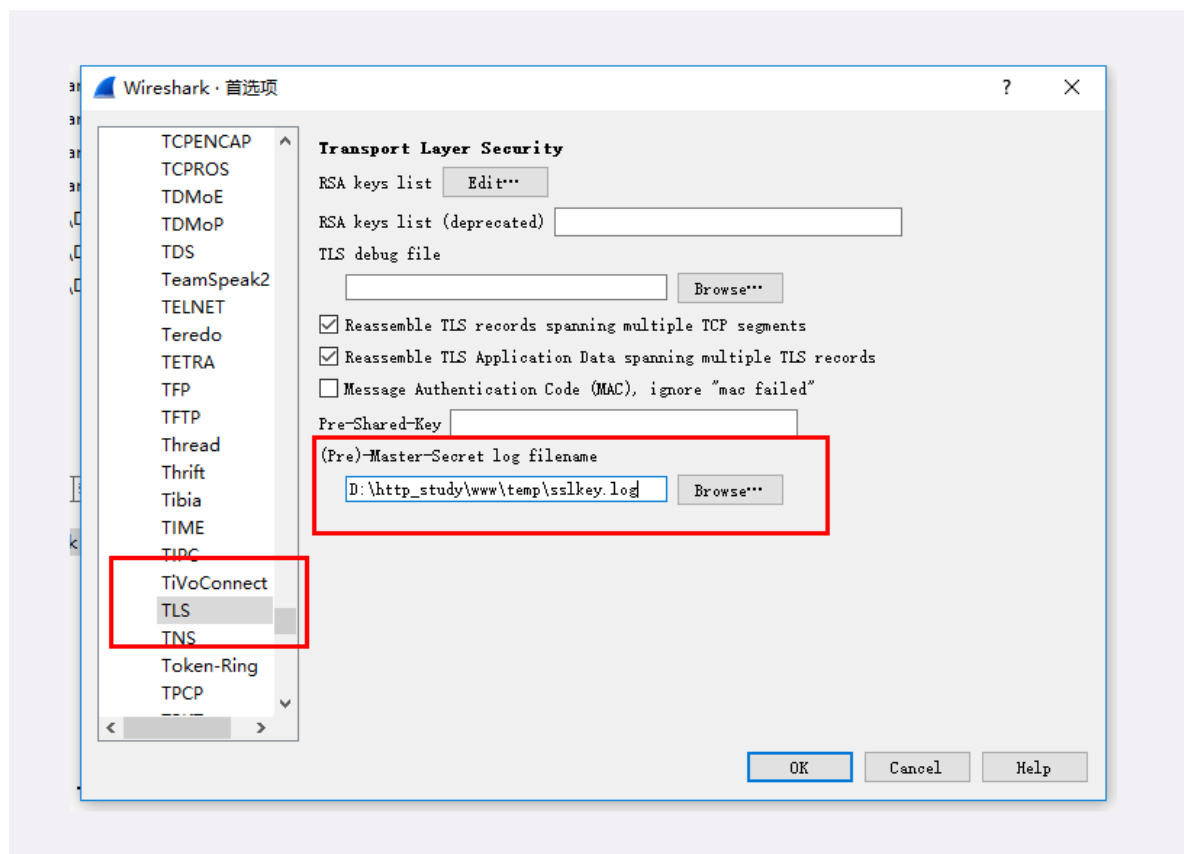 Wireshark · 首选项
?
TCPENCAP
TCPROS
TDMoE
TDMoP
TDS
TeamSpeak2
TELNET
Teredo
TETRA
TFP
TFTP
Thread
Thrift
Tibia
TIME
TIPC
TiVoConnect
TLS
TNS
Token-Ring
TPCP
Transport Layer Security
RSA keys list Edit…
RSA keys list (deprecated)
TLS debug file
Browse…
Reassemble TLS records spanning multiple TCP segments
Reassemble TLS Application Data spanning multiple TLS records
Message Authentication Code (MAC), ignore "mac failed"
Pre-Shared-Key
(Pre)-Master-Secret log filename
D:\http_study\www\temp\sslkey.log Browse…
OK Cancel Help